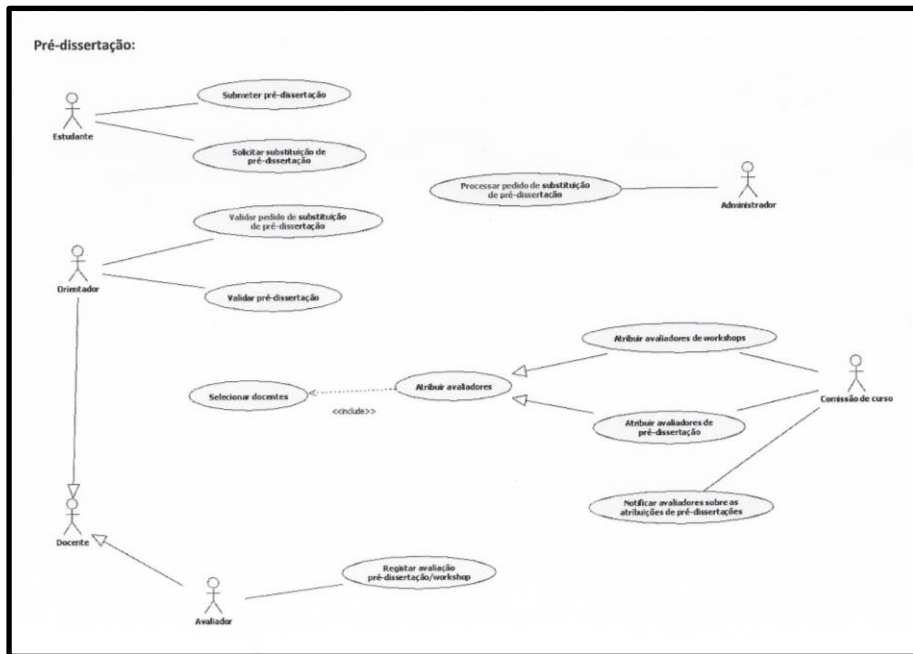 Pré-dissertação:
Submeter pré-dissertação
Estudante
Solicitar substituição de
pré-dissertação
Processar pedido de substituição
de pré-dissertação
Administrador
Validar pedido de substituição
de pré-dissertação
Orientador
Validar pré-dissertação
Atribuir avaliadores de workshops
Selecionar docentes
Atribuir avaliadores
<<include>>
Comissão de curso
Atribuir avaliadores de
pré-dissertação
Notificar avaliadores sobre as
atribuições de pré-dissertações
Docente
Registar avaliação
pré-dissertação/workshop
Avaliador